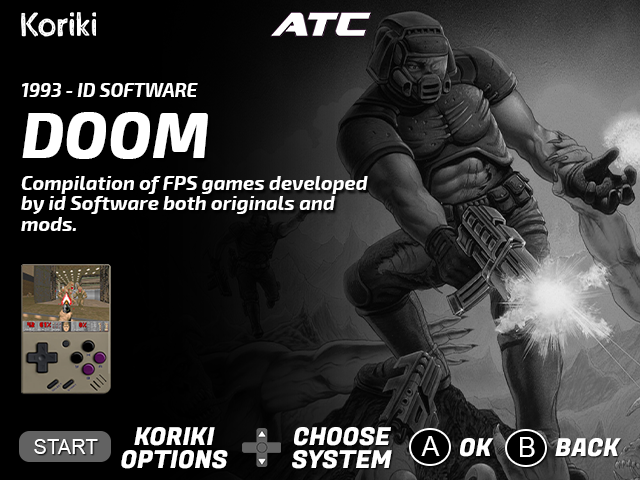 Koriki
ATC
1993 - ID SOFTWARE
DOOM
Compilation of FPS games developed
by id Software both originals and
mods.
START
KORIKI
OPTIONS
CHOOSE
SYSTEM
A
OK
B
BACK